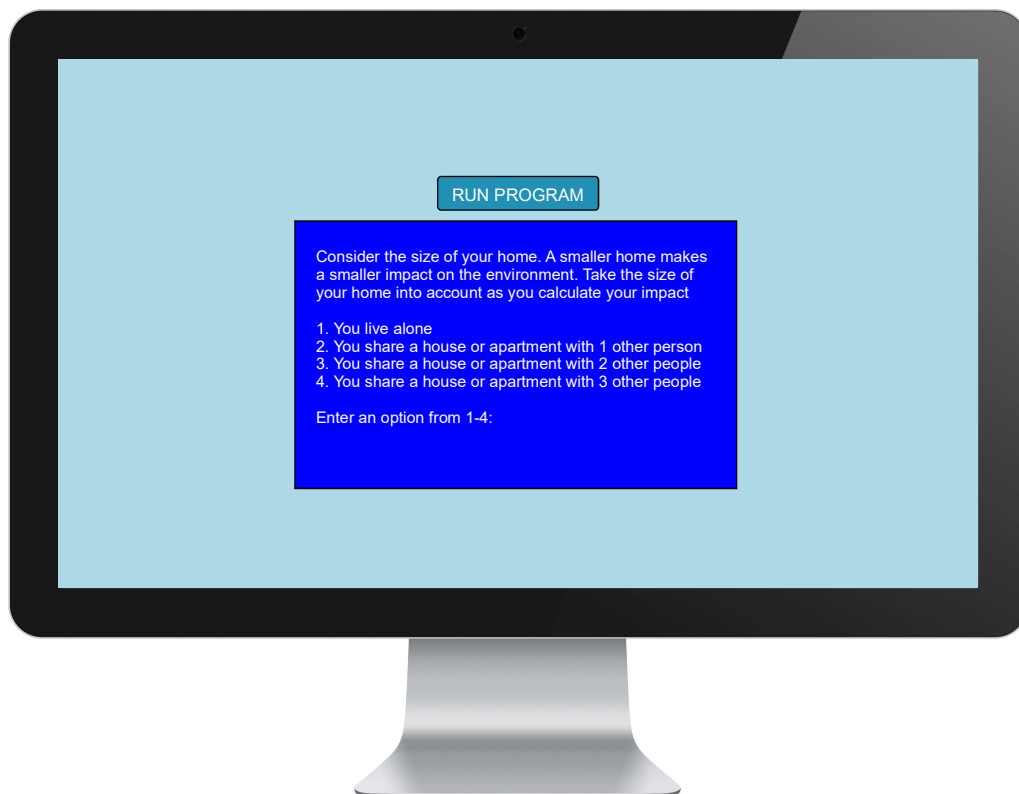 RUN PROGRAM
Consider the size of your home. A smaller home makes
a smaller impact on the environment. Take the size of
your home into account as you calculate your impact
1. You live alone
2. You share a house or apartment with 1 other person
3. You share a house or apartment with 2 other people
4. You share a house or apartment with 3 other people
Enter an option from 1-4: